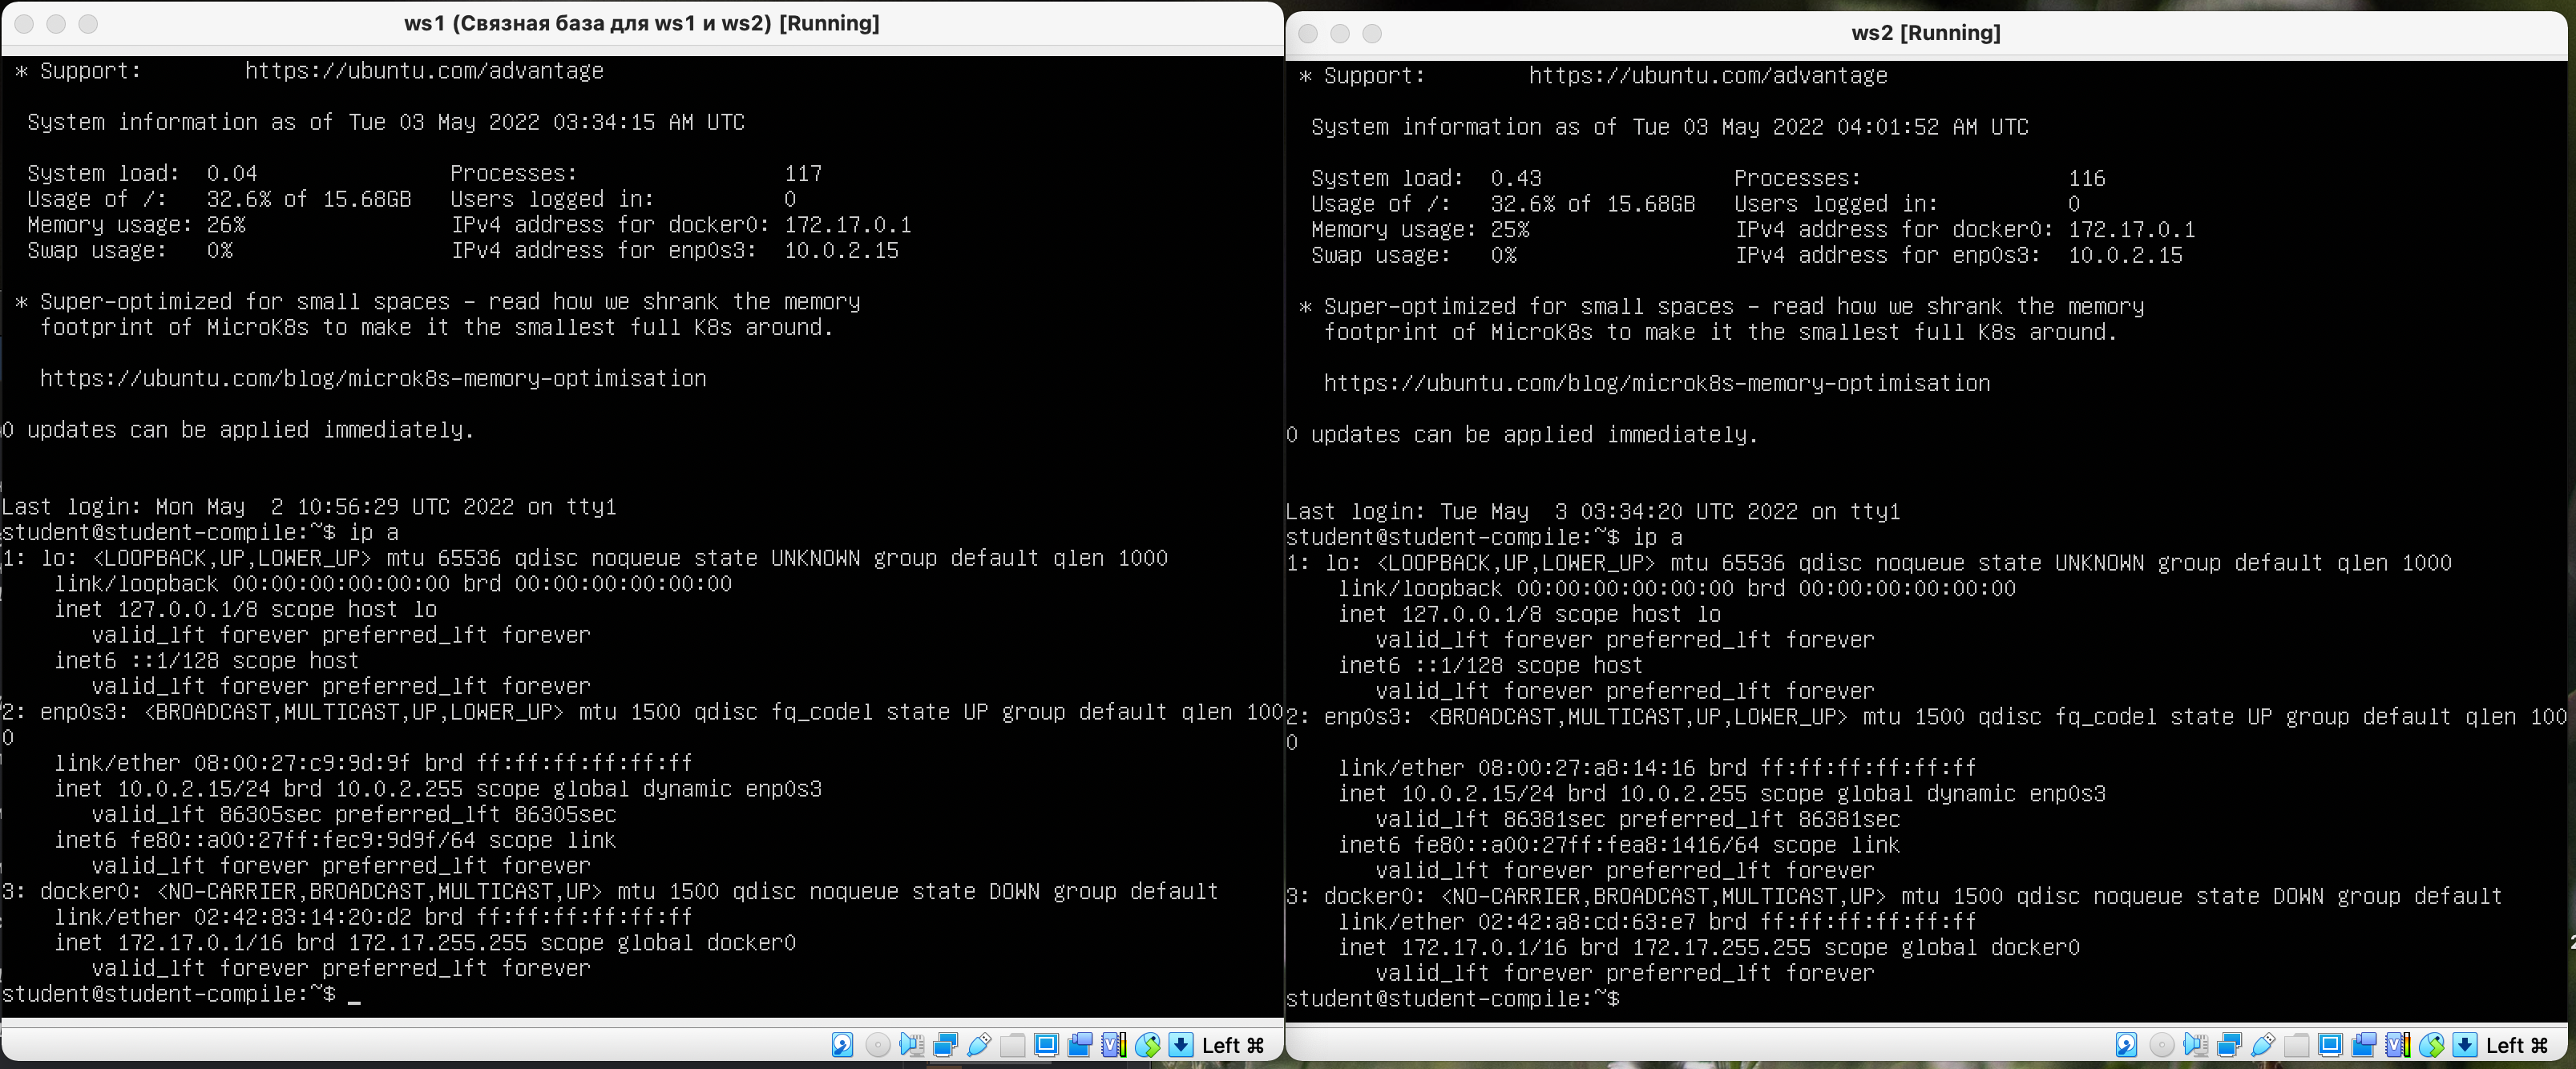 ws1 (Связная база для ws1 и ws2) [Running]
* Support:        https://ubuntu.com/advantage
System information as of Tue 03 May 2022 03:34:15 AM UTC
System load:  0.04               Processes:                117
Usage of /:   32.6% of 15.68GB   Users logged in:          0
Memory usage: 26%                IPv4 address for docker0: 172.17.0.1
Swap usage:   0%                 IPv4 address for enp0s3:  10.0.2.15
* Super-optimized for small spaces - read how we shrank the memory
footprint of MicroK8s to make it the smallest full K8s around.
https://ubuntu.com/blog/microk8s-memory-optimisation
0 updates can be applied immediately.
Last login: Mon May  2 10:56:29 UTC 2022 on tty1
student@student-compile:~$ ip a
1: lo: <LOOPBACK,UP,LOWER_UP> mtu 65536 qdisc noqueue state UNKNOWN group default qlen 1000
link/loopback 00:00:00:00:00:00 brd 00:00:00:00:00:00
inet 127.0.0.1/8 scope host lo
valid_lft forever preferred_lft forever
inet6 ::1/128 scope host
valid_lft forever preferred_lft forever
2: enp0s3: <BROADCAST,MULTICAST,UP,LOWER_UP> mtu 1500 qdisc fq_codel state UP group default qlen 100
0
link/ether 08:00:27:c9:9d:9f brd ff:ff:ff:ff:ff:ff
inet 10.0.2.15/24 brd 10.0.2.255 scope global dynamic enp0s3
valid_lft 86305sec preferred_lft 86305sec
inet6 fe80::a00:27ff:fec9:9d9f/64 scope link
valid_lft forever preferred_lft forever
3: docker0: <NO-CARRIER,BROADCAST,MULTICAST,UP> mtu 1500 qdisc noqueue state DOWN group default
link/ether 02:42:83:14:20:d2 brd ff:ff:ff:ff:ff:ff
inet 172.17.0.1/16 brd 172.17.255.255 scope global docker0
valid_lft forever preferred_lft forever
student@student-compile:~$ _
Left ⌘
ws2 [Running]
* Support:        https://ubuntu.com/advantage
System information as of Tue 03 May 2022 04:01:52 AM UTC
System load:  0.43               Processes:                116
Usage of /:   32.6% of 15.68GB   Users logged in:          0
Memory usage: 25%                IPv4 address for docker0: 172.17.0.1
Swap usage:   0%                 IPv4 address for enp0s3:  10.0.2.15
* Super-optimized for small spaces - read how we shrank the memory
footprint of MicroK8s to make it the smallest full K8s around.
https://ubuntu.com/blog/microk8s-memory-optimisation
0 updates can be applied immediately.
Last login: Tue May  3 03:34:20 UTC 2022 on tty1
student@student-compile:~$ ip a
1: lo: <LOOPBACK,UP,LOWER_UP> mtu 65536 qdisc noqueue state UNKNOWN group default qlen 1000
link/loopback 00:00:00:00:00:00 brd 00:00:00:00:00:00
inet 127.0.0.1/8 scope host lo
valid_lft forever preferred_lft forever
inet6 ::1/128 scope host
valid_lft forever preferred_lft forever
2: enp0s3: <BROADCAST,MULTICAST,UP,LOWER_UP> mtu 1500 qdisc fq_codel state UP group default qlen 100
0
link/ether 08:00:27:a8:14:16 brd ff:ff:ff:ff:ff:ff
inet 10.0.2.15/24 brd 10.0.2.255 scope global dynamic enp0s3
valid_lft 86381sec preferred_lft 86381sec
inet6 fe80::a00:27ff:fea8:1416/64 scope link
valid_lft forever preferred_lft forever
3: docker0: <NO-CARRIER,BROADCAST,MULTICAST,UP> mtu 1500 qdisc noqueue state DOWN group default
link/ether 02:42:a8:cd:63:e7 brd ff:ff:ff:ff:ff:ff
inet 172.17.0.1/16 brd 172.17.255.255 scope global docker0
valid_lft forever preferred_lft forever
student@student-compile:~$
Left ⌘